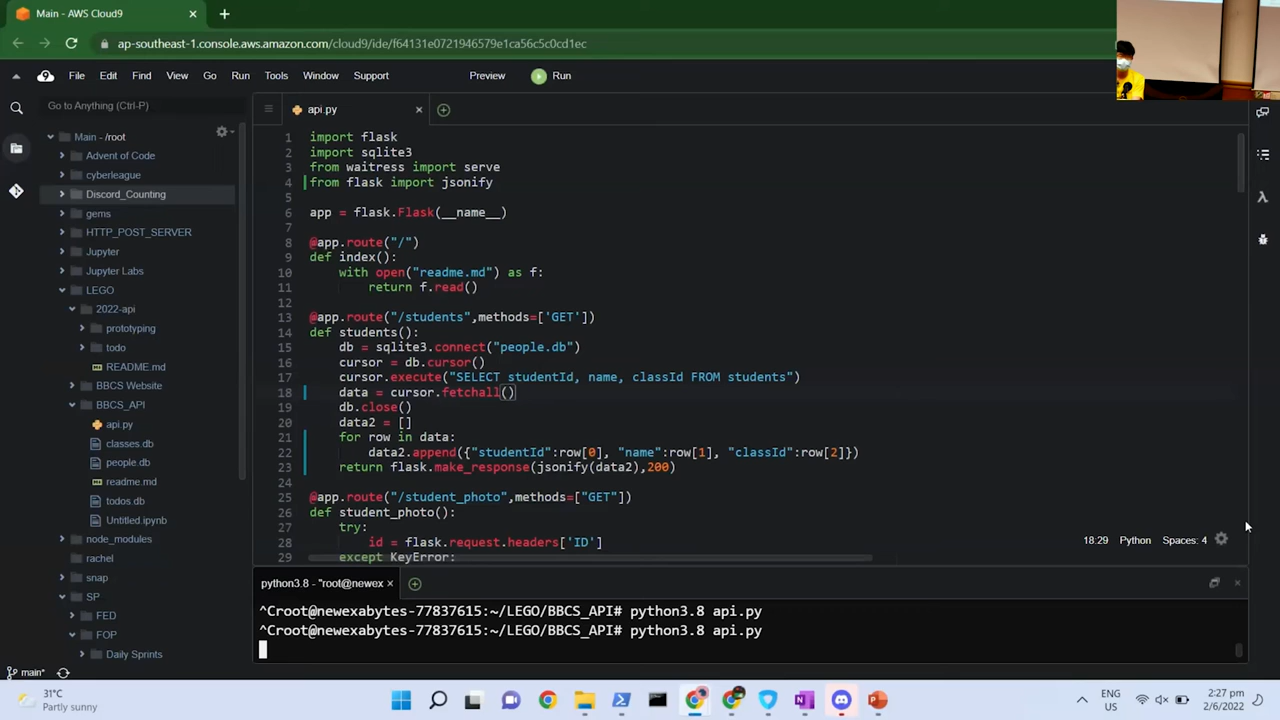 Main - AWS Cloud9
ap-southeast-1.console.aws.amazon.com/cloud9/ide/f64131e0721946579e1ca56c5c0cd1ec
File Edit Find View Go Run Tools Window Support Preview Run
Go to Anything (Ctrl-P)
Main - /root
Advent of Code
cyberleague
Discord_Counting
gems
HTTP_POST_SERVER
Jupyter
Jupyter Labs
LEGO
2022-api
prototyping
todo
README.md
BBCS Website
BBCS_API
api.py
classes.db
people.db
readme.md
todos.db
Untitled.ipynb
node_modules
rachel
snap
SP
FED
FOP
Daily Sprints
main*
api.py
1 import flask
2 import sqlite3
3 from waitress import serve
4 from flask import jsonify
5
6 app = flask.Flask(__name__)
7
8 @app.route("/")
9 def index():
10 with open("readme.md") as f:
11 return f.read()
12
13 @app.route("/students",methods=['GET'])
14 def students():
15 db = sqlite3.connect("people.db")
16 cursor = db.cursor()
17 cursor.execute("SELECT studentId, name, classId FROM students")
18 data = cursor.fetchall()
19 db.close()
20 data2 = []
21 for row in data:
22 data2.append({"studentId":row[0], "name":row[1], "classId":row[2]})
23 return flask.make_response(jsonify(data2),200)
24
25 @app.route("/student_photo",methods=["GET"])
26 def student_photo():
27 try:
28 id = flask.request.headers['ID']
29 except KeyError:
18:29 Python Spaces: 4
python3.8 - "root@newex
^Croot@newexabytes-77837615:~/LEGO/BBCS_API# python3.8 api.py
^Croot@newexabytes-77837615:~/LEGO/BBCS_API# python3.8 api.py
31°C
Partly sunny
ENG
US
2:27 pm
2/6/2022